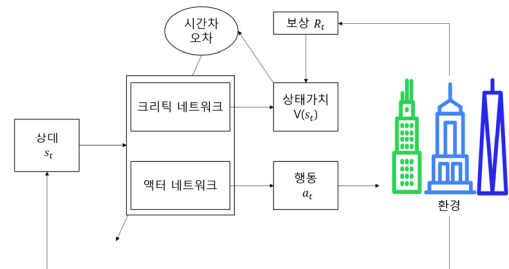 시간차
오차
보상 R_t
크리틱 네트워크
상태가치
V(s_t)
상대
s_t
액터 네트워크
행동
a_t
환경